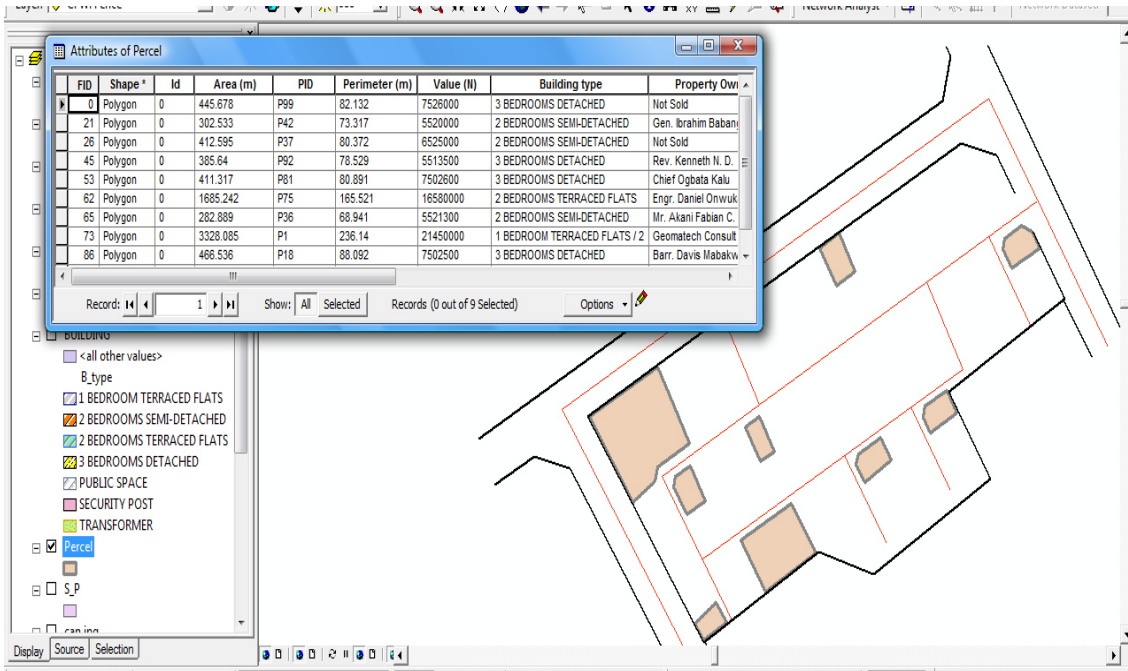 Attributes of Percel
FID Shape * Id Area (m) PID Perimeter (m) Value (N) Building type Property Own
0 Polygon 0 445.678 P99 82.132 7526000 3 BEDROOMS DETACHED Not Sold
21 Polygon 0 302.533 P42 73.317 5520000 2 BEDROOMS SEMI-DETACHED Gen. Ibrahim Babang
26 Polygon 0 412.595 P37 80.372 6525000 2 BEDROOMS SEMI-DETACHED Not Sold
45 Polygon 0 385.64 P92 78.529 5513500 3 BEDROOMS DETACHED Rev. Kenneth N. D.
53 Polygon 0 411.317 P81 80.891 7502600 3 BEDROOMS DETACHED Chief Ogbata Kalu
62 Polygon 0 1685.242 P75 165.521 16580000 2 BEDROOMS TERRACED FLATS Engr. Daniel Onwuk
65 Polygon 0 282.889 P36 68.941 5521300 2 BEDROOMS SEMI-DETACHED Mr. Akani Fabian C.
73 Polygon 0 3328.085 P1 236.14 21450000 1 BEDROOM TERRACED FLATS / 2 Geomatech Consult
86 Polygon 0 466.536 P18 88.092 7502500 3 BEDROOMS DETACHED Barr. Davis Mabakw
Record: 1 Show: All Selected Records (0 out of 9 Selected) Options
BUILDING
<all other values>
B_type
1 BEDROOM TERRACED FLATS
2 BEDROOMS SEMI-DETACHED
2 BEDROOMS TERRACED FLATS
3 BEDROOMS DETACHED
PUBLIC SPACE
SECURITY POST
TRANSFORMER
Percel
S_P
Display Source Selection